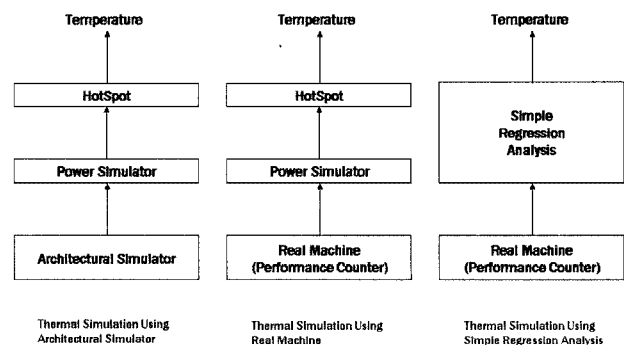 Temperature
HotSpot
Power Simulator
Architectural Simulator
Thermal Simulation Using
Architectural Simulator
Temperature
HotSpot
Power Simulator
Real Machine
(Performance Counter)
Thermal Simulation Using
Real Machine
Temperature
Simple
Regression
Analysis
Real Machine
(Performance Counter)
Thermal Simulation Using
Simple Regression Analysis